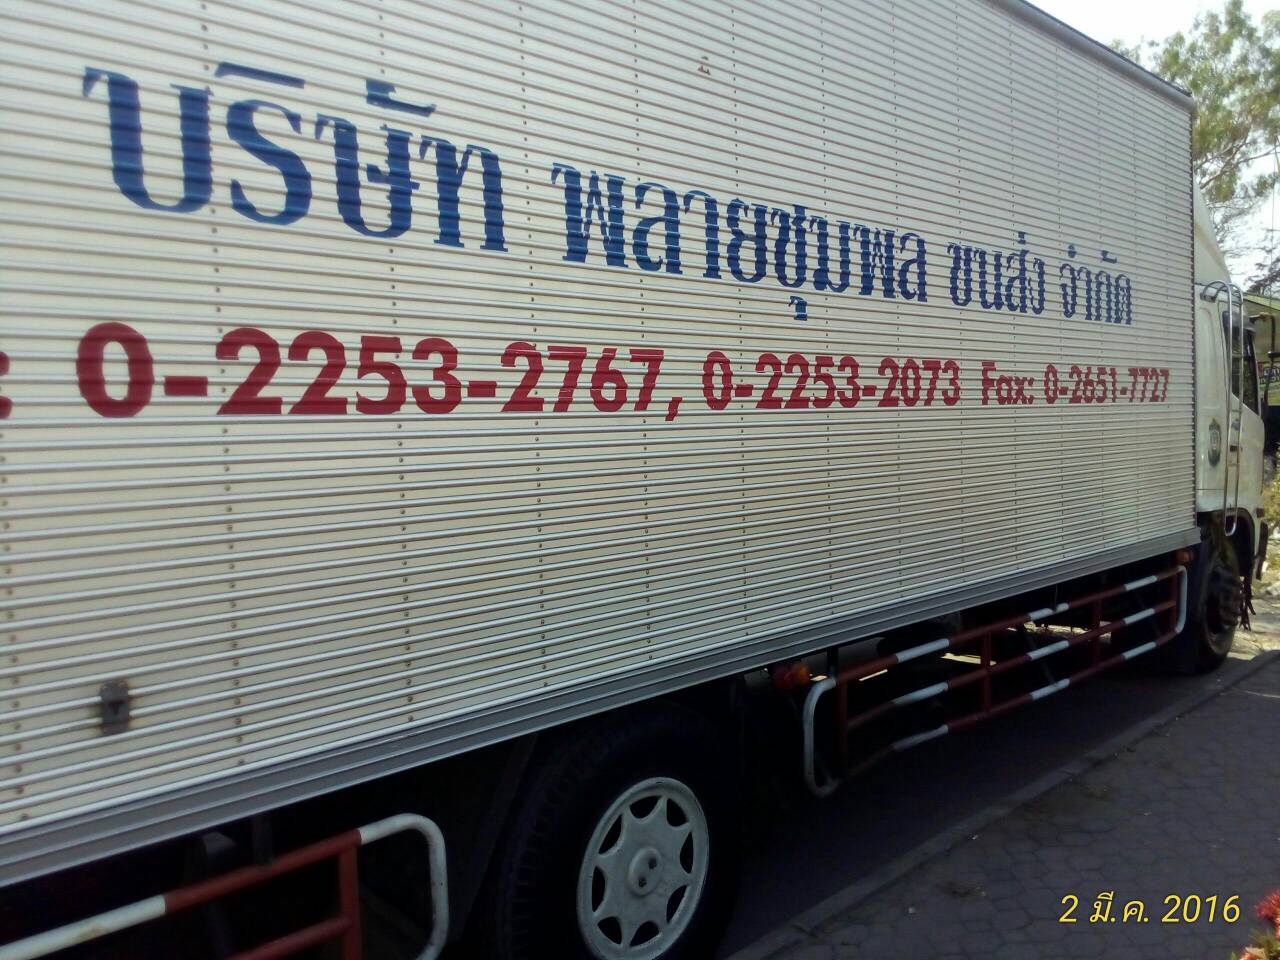 บริษัท พลายชุมพล ขนส่ง จำกัด
: 0-2253-2767, 0-2253-2073 Fax: 0-2651-7727
2 มี.ค. 2016